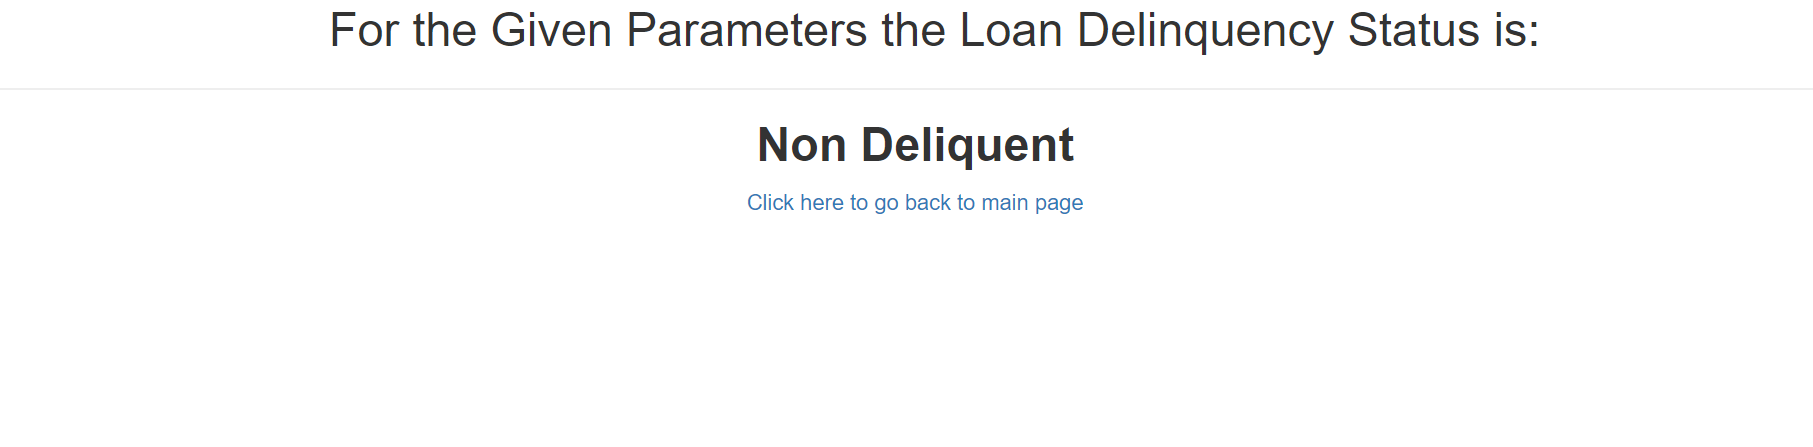 For the Given Parameters the Loan Delinquency Status is:
Non Deliquent
Click here to go back to main page